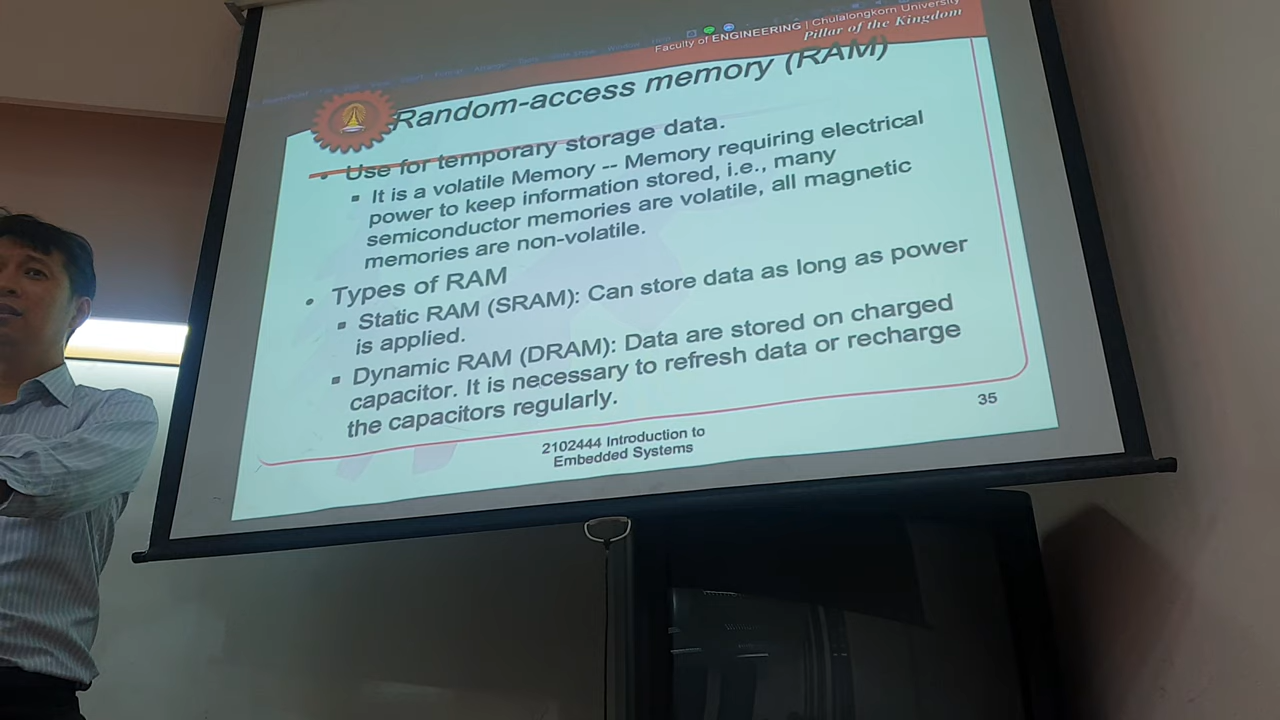 Faculty of ENGINEERING | Chulalongkorn University
Pillar of the Kingdom
Random-access memory (RAM)
• Use for temporary storage data.
▪ It is a volatile Memory -- Memory requiring electrical
power to keep information stored, i.e., many
semiconductor memories are volatile, all magnetic
memories are non-volatile.
• Types of RAM
▪ Static RAM (SRAM): Can store data as long as power
is applied.
▪ Dynamic RAM (DRAM): Data are stored on charged
capacitor. It is necessary to refresh data or recharge
the capacitors regularly.
2102444 Introduction to
Embedded Systems
35